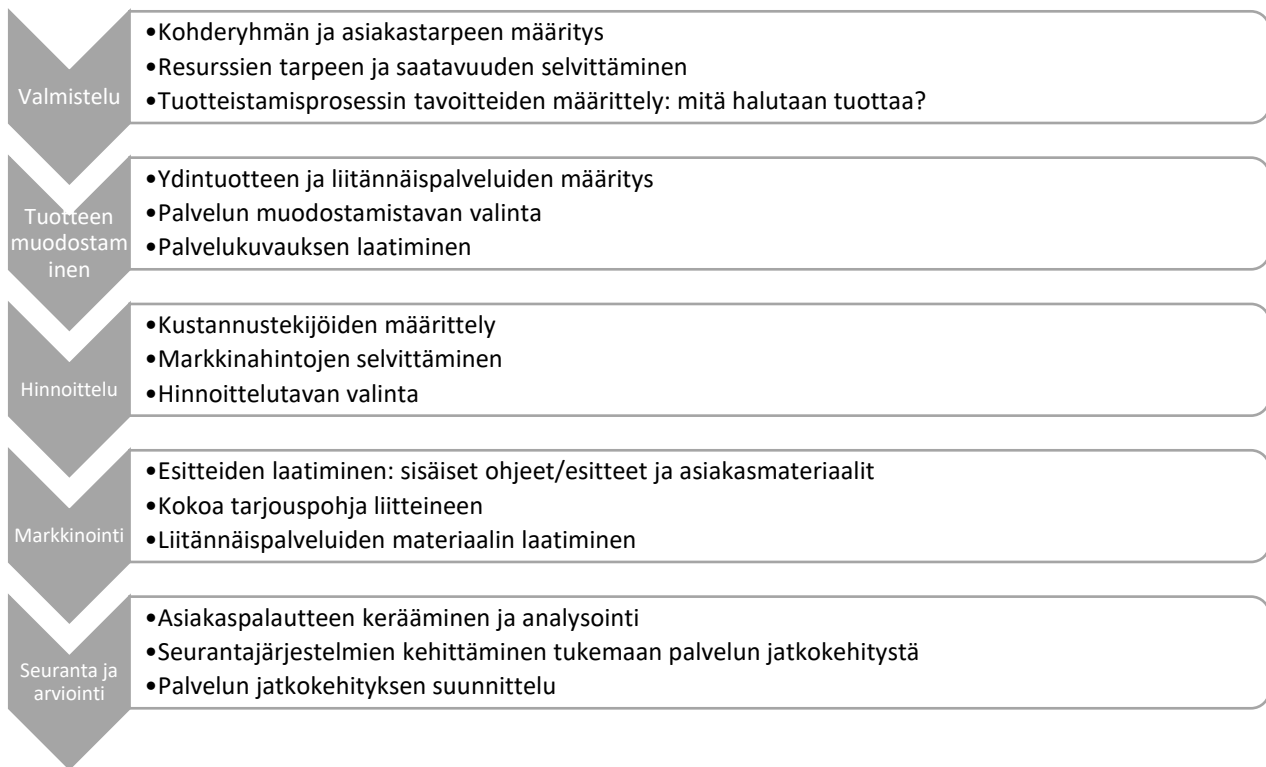 Valmistelu
•Kohderyhmän ja asiakastarpeen määritys
•Resurssien tarpeen ja saatavuuden selvittäminen
•Tuotteistamisprosessin tavoitteiden määrittely: mitä halutaan tuottaa?
Tuotteen
muodostam
inen
•Ydintuotteen ja liitännäispalveluiden määritys
•Palvelun muodostamistavan valinta
•Palvelukuvauksen laatiminen
Hinnoittelu
•Kustannustekijöiden määrittely
•Markkinahintojen selvittäminen
•Hinnoittelutavan valinta
Markkinointi
•Esitteiden laatiminen: sisäiset ohjeet/esitteet ja asiakasmateriaalit
•Kokoa tarjouspohja liitteineen
•Liitännäispalveluiden materiaalin laatiminen
Seuranta ja
arviointi
•Asiakaspalautteen kerääminen ja analysointi
•Seurantajärjestelmien kehittäminen tukemaan palvelun jatkokehitystä
•Palvelun jatkokehityksen suunnittelu